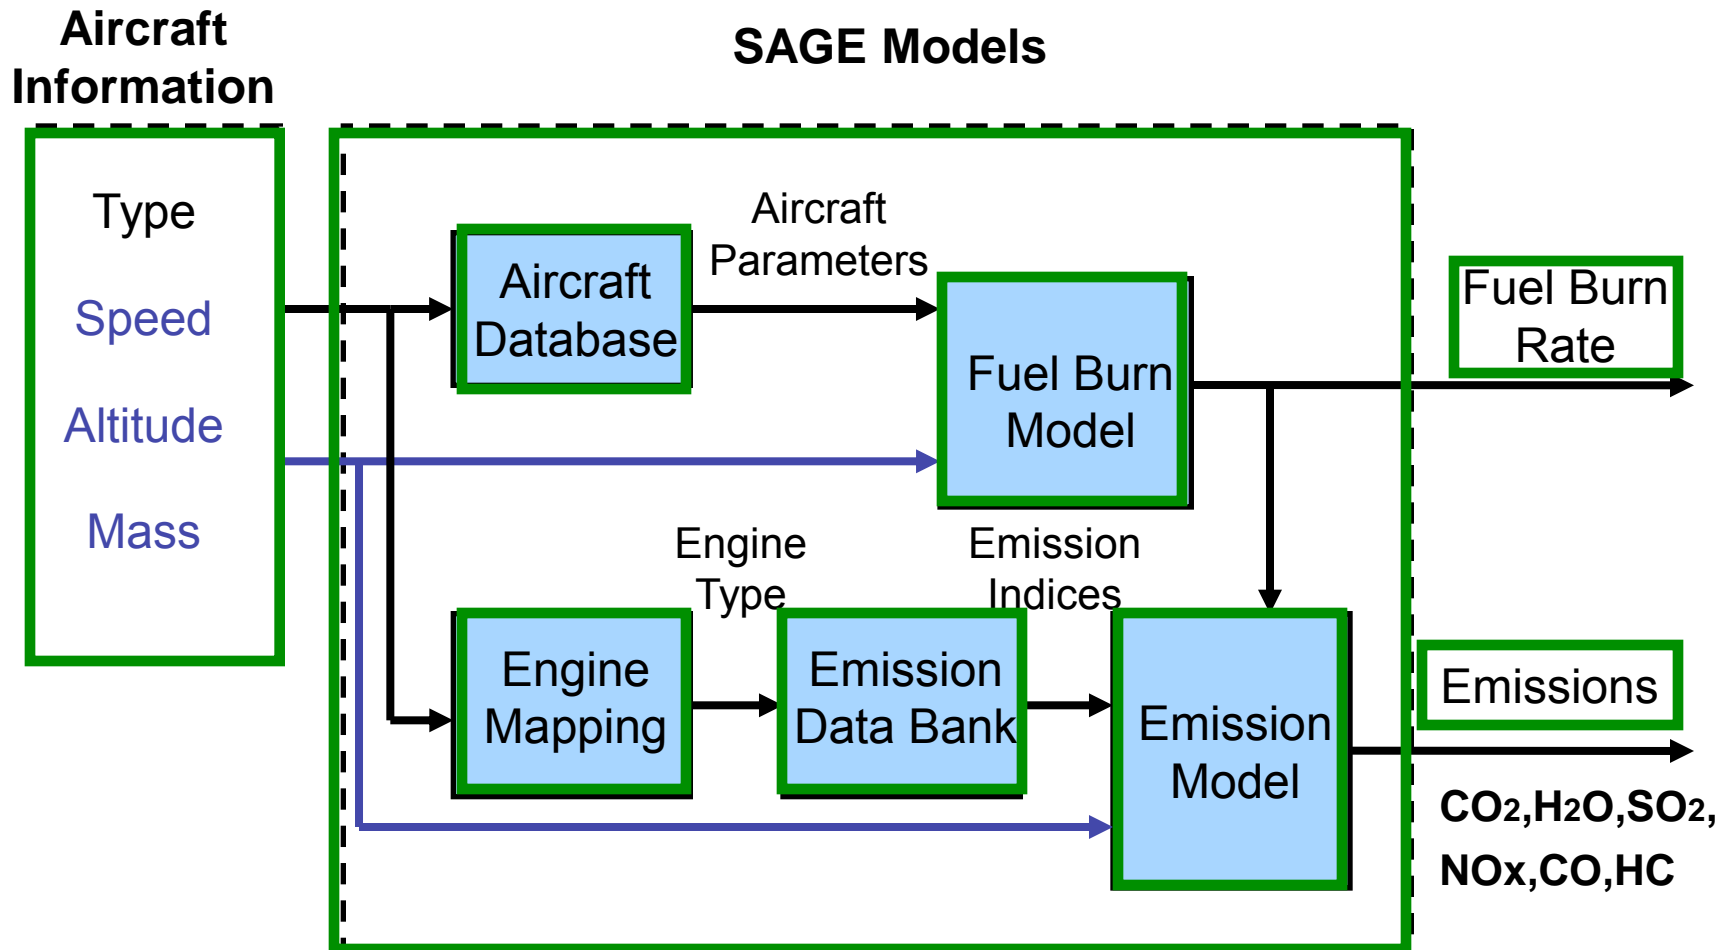 Aircraft
Information
SAGE Models
Type
Speed
Altitude
Mass
Aircraft
Database
Aircraft
Parameters
Fuel Burn
Model
Fuel Burn
Rate
Engine
Mapping
Engine
Type
Emission
Data Bank
Emission
Indices
Emission
Model
Emissions
CO2,H2O,SO2,
NOx,CO,HC